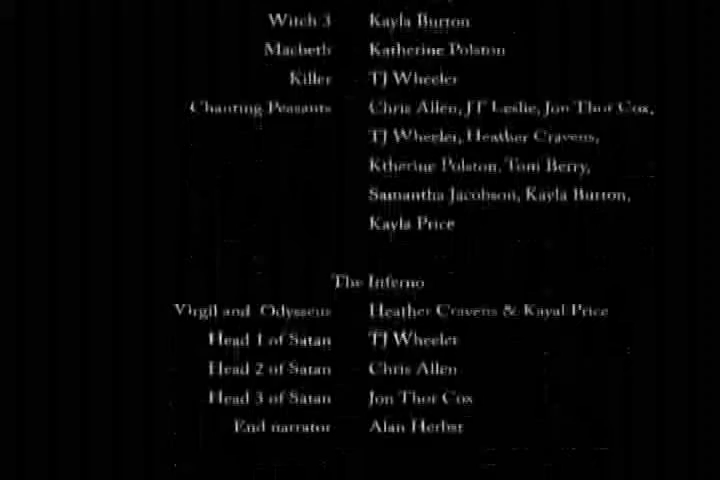 Witch 3 Kayla Burton
Macbeth Katherine Polston
Killer TJ Wheeler
Chanting Peasants Chris Allen, JT Leslie, Jon Thor Cox,
TJ Wheeler, Heather Cravens,
Ktherine Polston, Tom Berry,
Samantha Jacobson, Kayla Burton,
Kayla Price
The Inferno
Virgil and Odysseus Heather Cravens & Kayal Price
Head 1 of Satan TJ Wheeler
Head 2 of Satan Chris Allen
Head 3 of Satan Jon Thor Cox
End narrator Alan Herbst